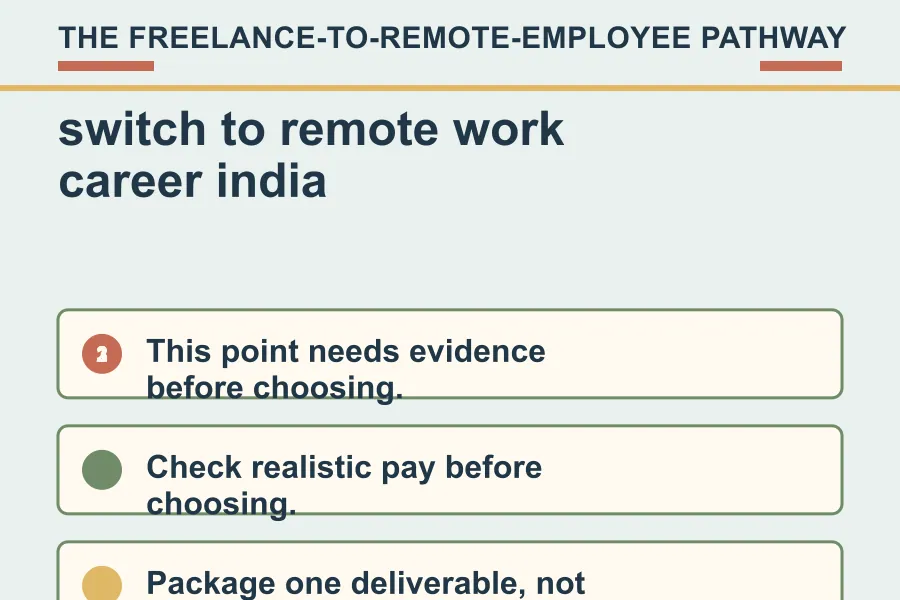 THE FREELANCE-TO-REMOTE-EMPLOYEE PATHWAY
switch to remote work
career india
This point needs evidence
before choosing.
Check realistic pay before
choosing.
Package one deliverable, not